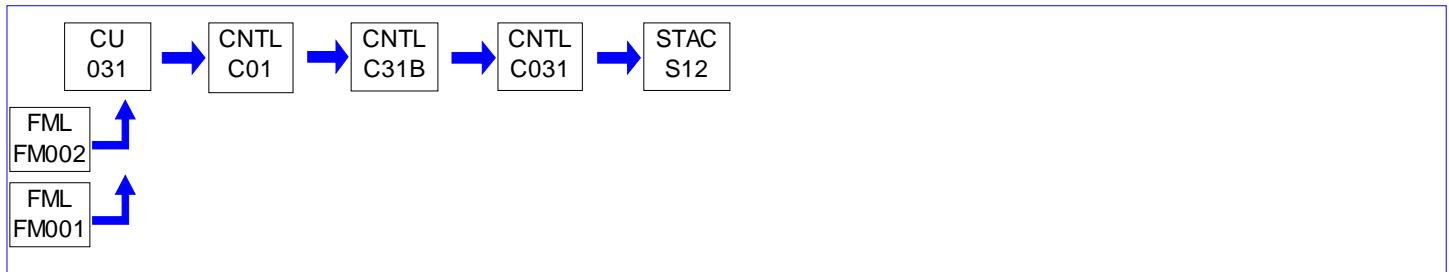 CU
031
CNTL
C01
CNTL
C31B
CNTL
C031
STAC
S12
FML
FM002
FML
FM001